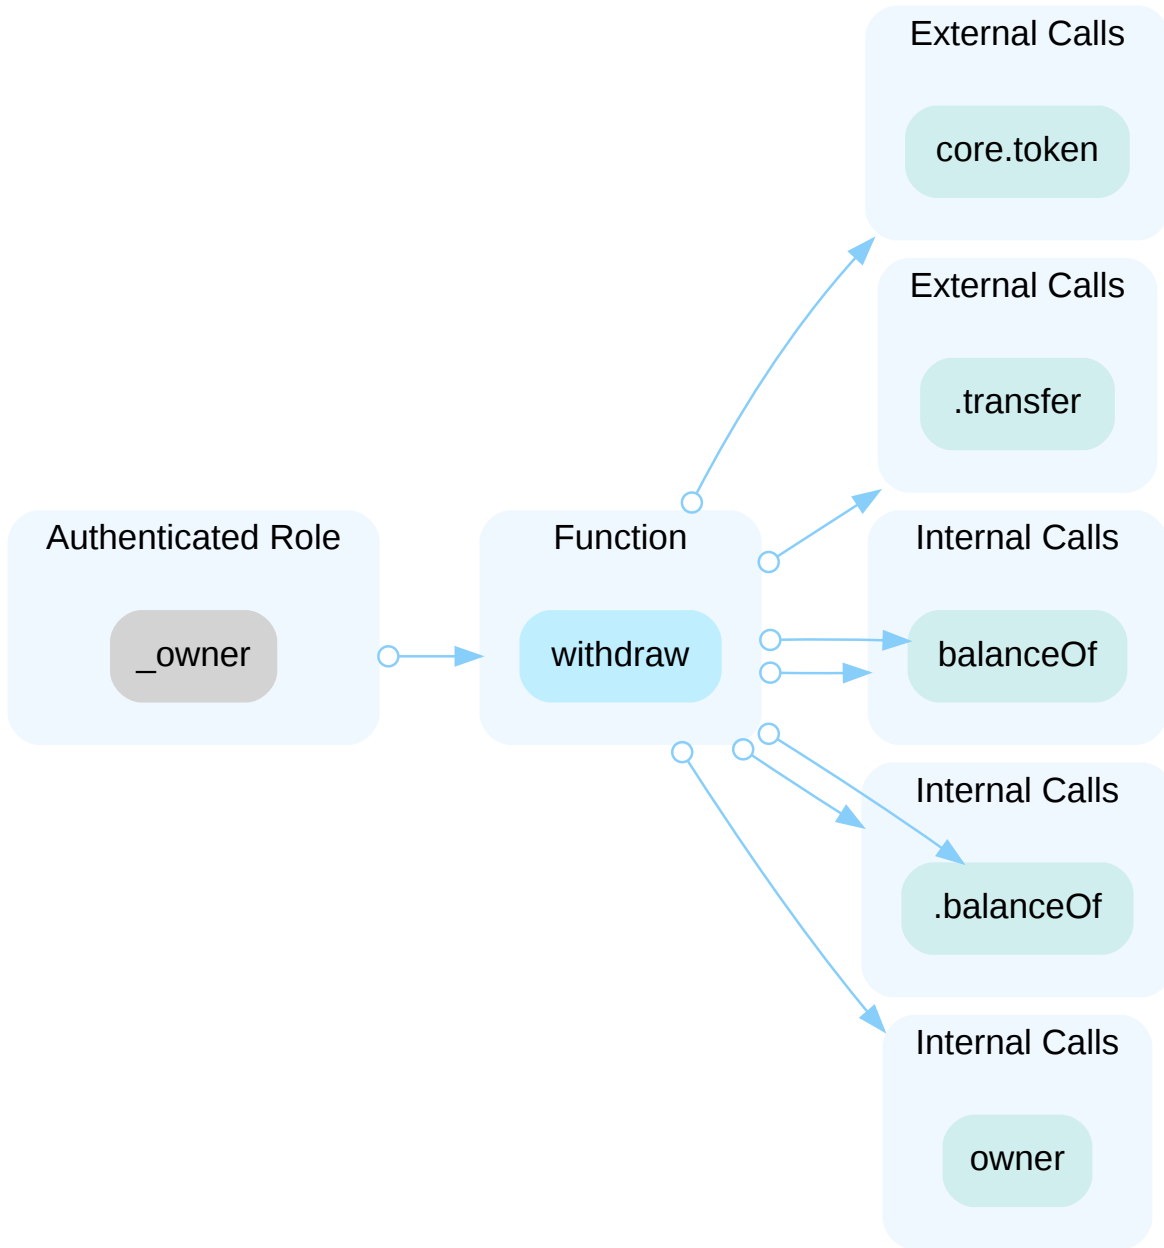 External Calls
core.token
External Calls
.transfer
Authenticated Role
_owner
Function
withdraw
Internal Calls
balanceOf
Internal Calls
.balanceOf
Internal Calls
owner